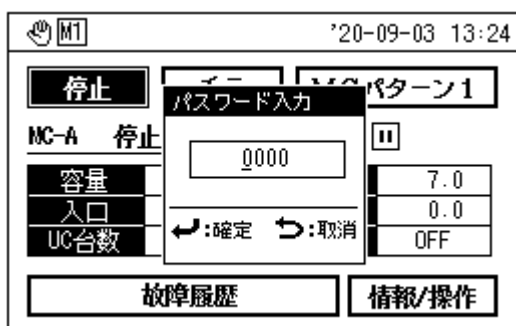 M1 '20-09-03 13:24
停止 パターン1
パスワード入力
MC-A 停止
0000
容量 7.0
入口 0.0
UC台数 OFF
↵:確定 ⮌:取消
故障履歴 情報/操作